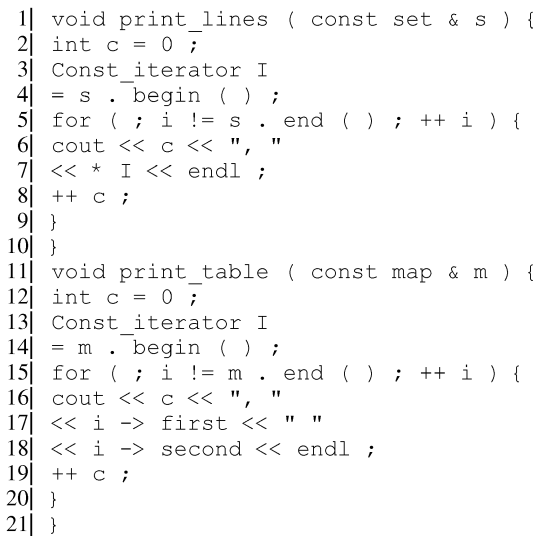 1| void print_lines ( const set & s ) {
2| int c = 0 ;
3| Const_iterator I
4| = s . begin ( ) ;
5| for ( ; i != s . end ( ) ; ++ i ) {
6| cout << c << ", "
7| << * I << endl ;
8| ++ c ;
9| }
10| }
11| void print_table ( const map & m ) {
12| int c = 0 ;
13| Const_iterator I
14| = m . begin ( ) ;
15| for ( ; i != m . end ( ) ; ++ i ) {
16| cout << c << ", "
17| << i -> first << " "
18| << i -> second << endl ;
19| ++ c ;
20| }
21| }